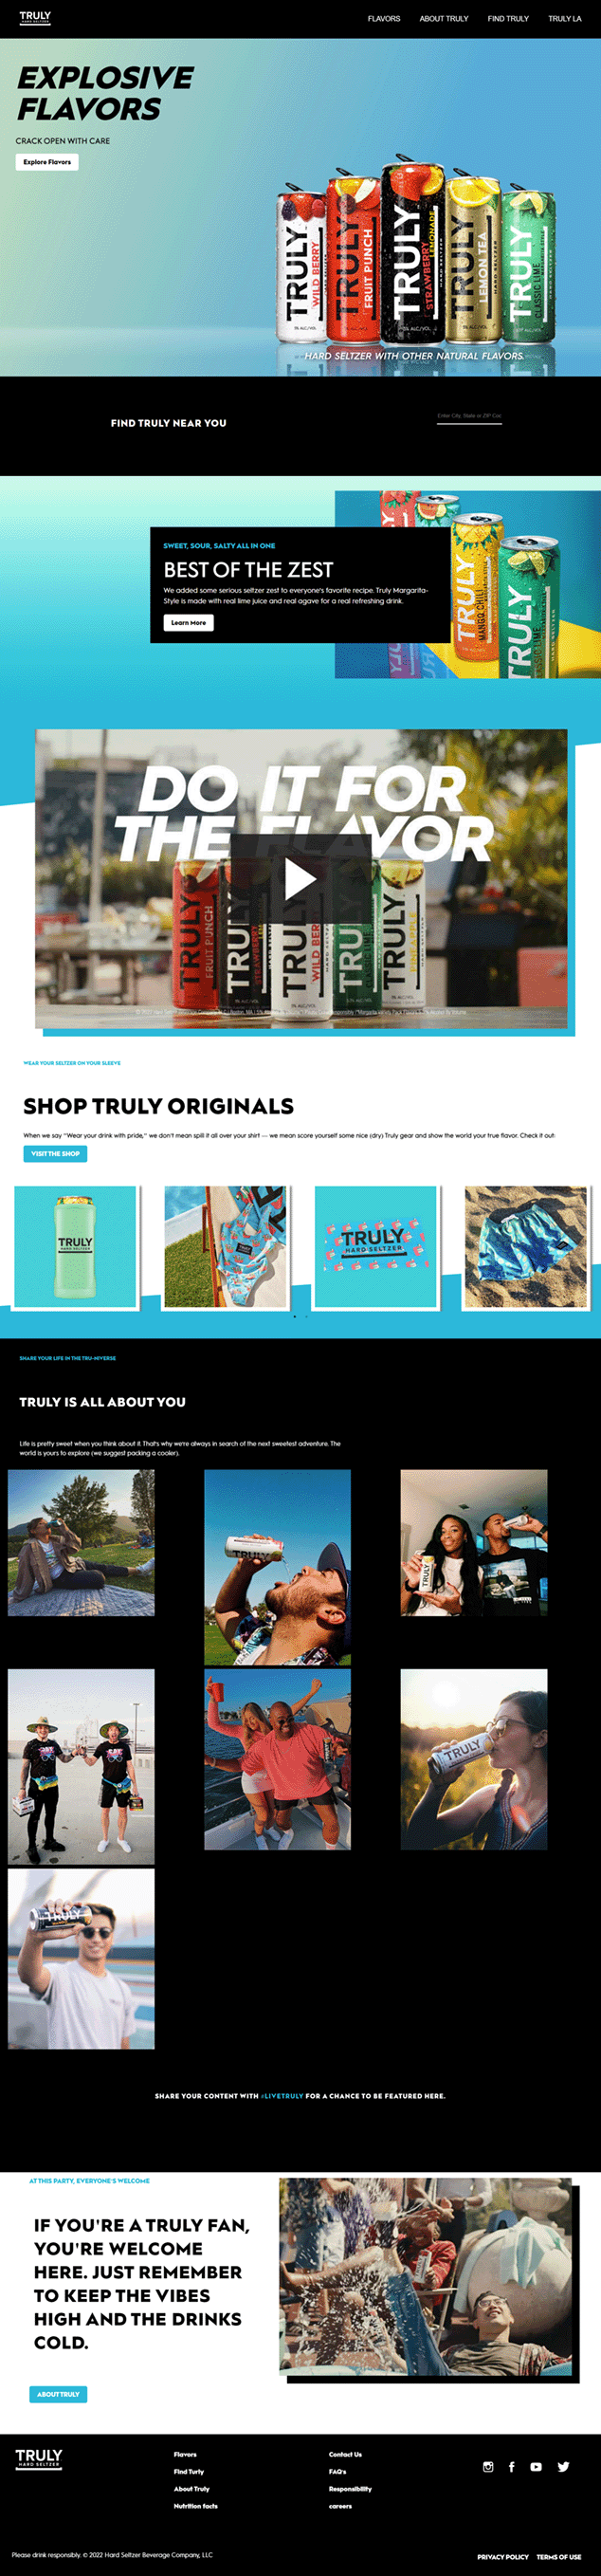 TRULY
HARD SELTZER
FLAVORS
ABOUT TRULY
FIND TRULY
TRULY LA
EXPLOSIVE
FLAVORS
CRACK OPEN WITH CARE
Explore Flavors
TRULY
WILD BERRY
TRULY
FRUIT PUNCH
TRULY
STRAWBERRY
LEMONADE
TRULY
LEMON TEA
TRULY
CLASSIC LIME
HARD SELTZER WITH OTHER NATURAL FLAVORS.
FIND TRULY NEAR YOU
Enter City, State or ZIP Coc
SWEET, SOUR, SALTY ALL IN ONE
BEST OF THE ZEST
We added some serious seltzer zest to everyone's favorite recipe. Truly Margarita-
Style is made with real lime juice and real agave for a real refreshing drink.
Learn More
TRULY
MANGO CHILI
TRULY
DO IT FOR
THE FLAVOR
TRULY
FRUIT PUNCH
TRULY
STRAWBERRY
TRULY
WILD BER
TRULY
CLASSIC LIME
TRULY
PINEAPPLE
WEAR YOUR SELTZER ON YOUR SLEEVE
SHOP TRULY ORIGINALS
When we say "Wear your drink with pride," we don't mean spill it all over your shirt — we mean score yourself some nice (dry) Truly gear and show the world your true flavor. Check it out:
VISIT THE SHOP
TRULY
HARD SELTZER
TRULY
HARD SELTZER
SHARE YOUR LIFE IN THE TRU-NIVERSE
TRULY IS ALL ABOUT YOU
Life is pretty sweet when you think about it. That's why we're always in search of the next sweetest adventure. The
world is yours to explore (we suggest packing a cooler).
TRULY
TRULY
TRULY
TRULY
SHARE YOUR CONTENT WITH #LIVETRULY FOR A CHANCE TO BE FEATURED HERE.
AT THIS PARTY, EVERYONE'S WELCOME
IF YOU'RE A TRULY FAN,
YOU'RE WELCOME
HERE. JUST REMEMBER
TO KEEP THE VIBES
HIGH AND THE DRINKS
COLD.
ABOUT TRULY
TRULY
HARD SELTZER
Flavors
Find Turly
About Truly
Nutrition facts
Contact Us
FAQ's
Responsibility
careers
Please drink responsibly. © 2022 Hard Seltzer Beverage Company, LLC
PRIVACY POLICY
TERMS OF USE